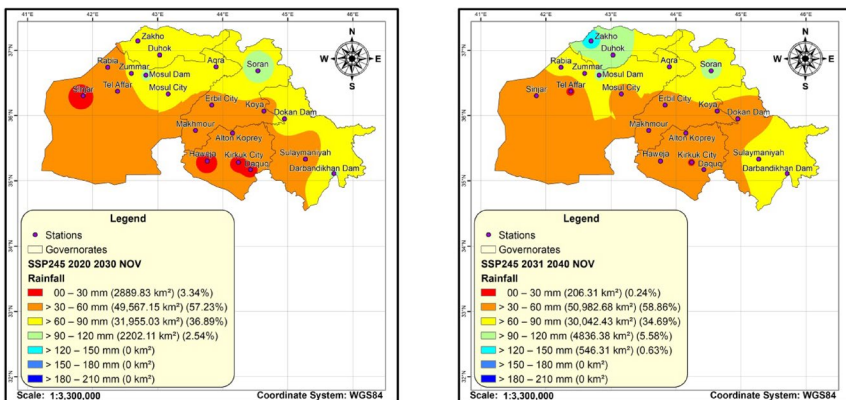 41°E 42°E 43°E 44°E 45°E 46°E
37°N
36°N
35°N
34°N
33°N
32°N
N
W E
S
Zakho
Duhok
Rabia
Zummar
Aqra
Soran
Mosul Dam
Sinjar
Tel Affar
Mosul City
Erbil City
Koya
Dokan Dam
Makhmour
Alton Koprey
Haweja
Kirkuk City
Daquq
Sulaymaniyah
Darbandikhan Dam
Legend
Stations
Governorates
SSP245 2020 2030 NOV
Rainfall
00 – 30 mm (2889.83 km²) (3.34%)
> 30 – 60 mm (49,567.15 km²) (57.23%)
> 60 – 90 mm (31,955.03 km²) (36.89%)
> 90 – 120 mm (2202.11 km²) (2.54%)
> 120 – 150 mm (0 km²)
> 150 – 180 mm (0 km²)
> 180 – 210 mm (0 km²)
Scale: 1:3,300,000 Coordinate System: WGS84
41°E 42°E 43°E 44°E 45°E 46°E
37°N
36°N
35°N
34°N
33°N
32°N
N
W E
S
Zakho
Duhok
Rabia
Zummar
Aqra
Soran
Mosul Dam
Sinjar
Tel Affar
Mosul City
Erbil City
Koya
Dokan Dam
Makhmour
Alton Koprey
Haweja
Kirkuk City
Daquq
Sulaymaniyah
Darbandikhan Dam
Legend
Stations
Governorates
SSP245 2031 2040 NOV
Rainfall
00 – 30 mm (206.31 km²) (0.24%)
> 30 – 60 mm (50,982.68 km²) (58.86%)
> 60 – 90 mm (30,042.43 km²) (34.69%)
> 90 – 120 mm (4836.38 km²) (5.58%)
> 120 – 150 mm (546.31 km²) (0.63%)
> 150 – 180 mm (0 km²)
> 180 – 210 mm (0 km²)
Scale: 1:3,300,000 Coordinate System: WGS84